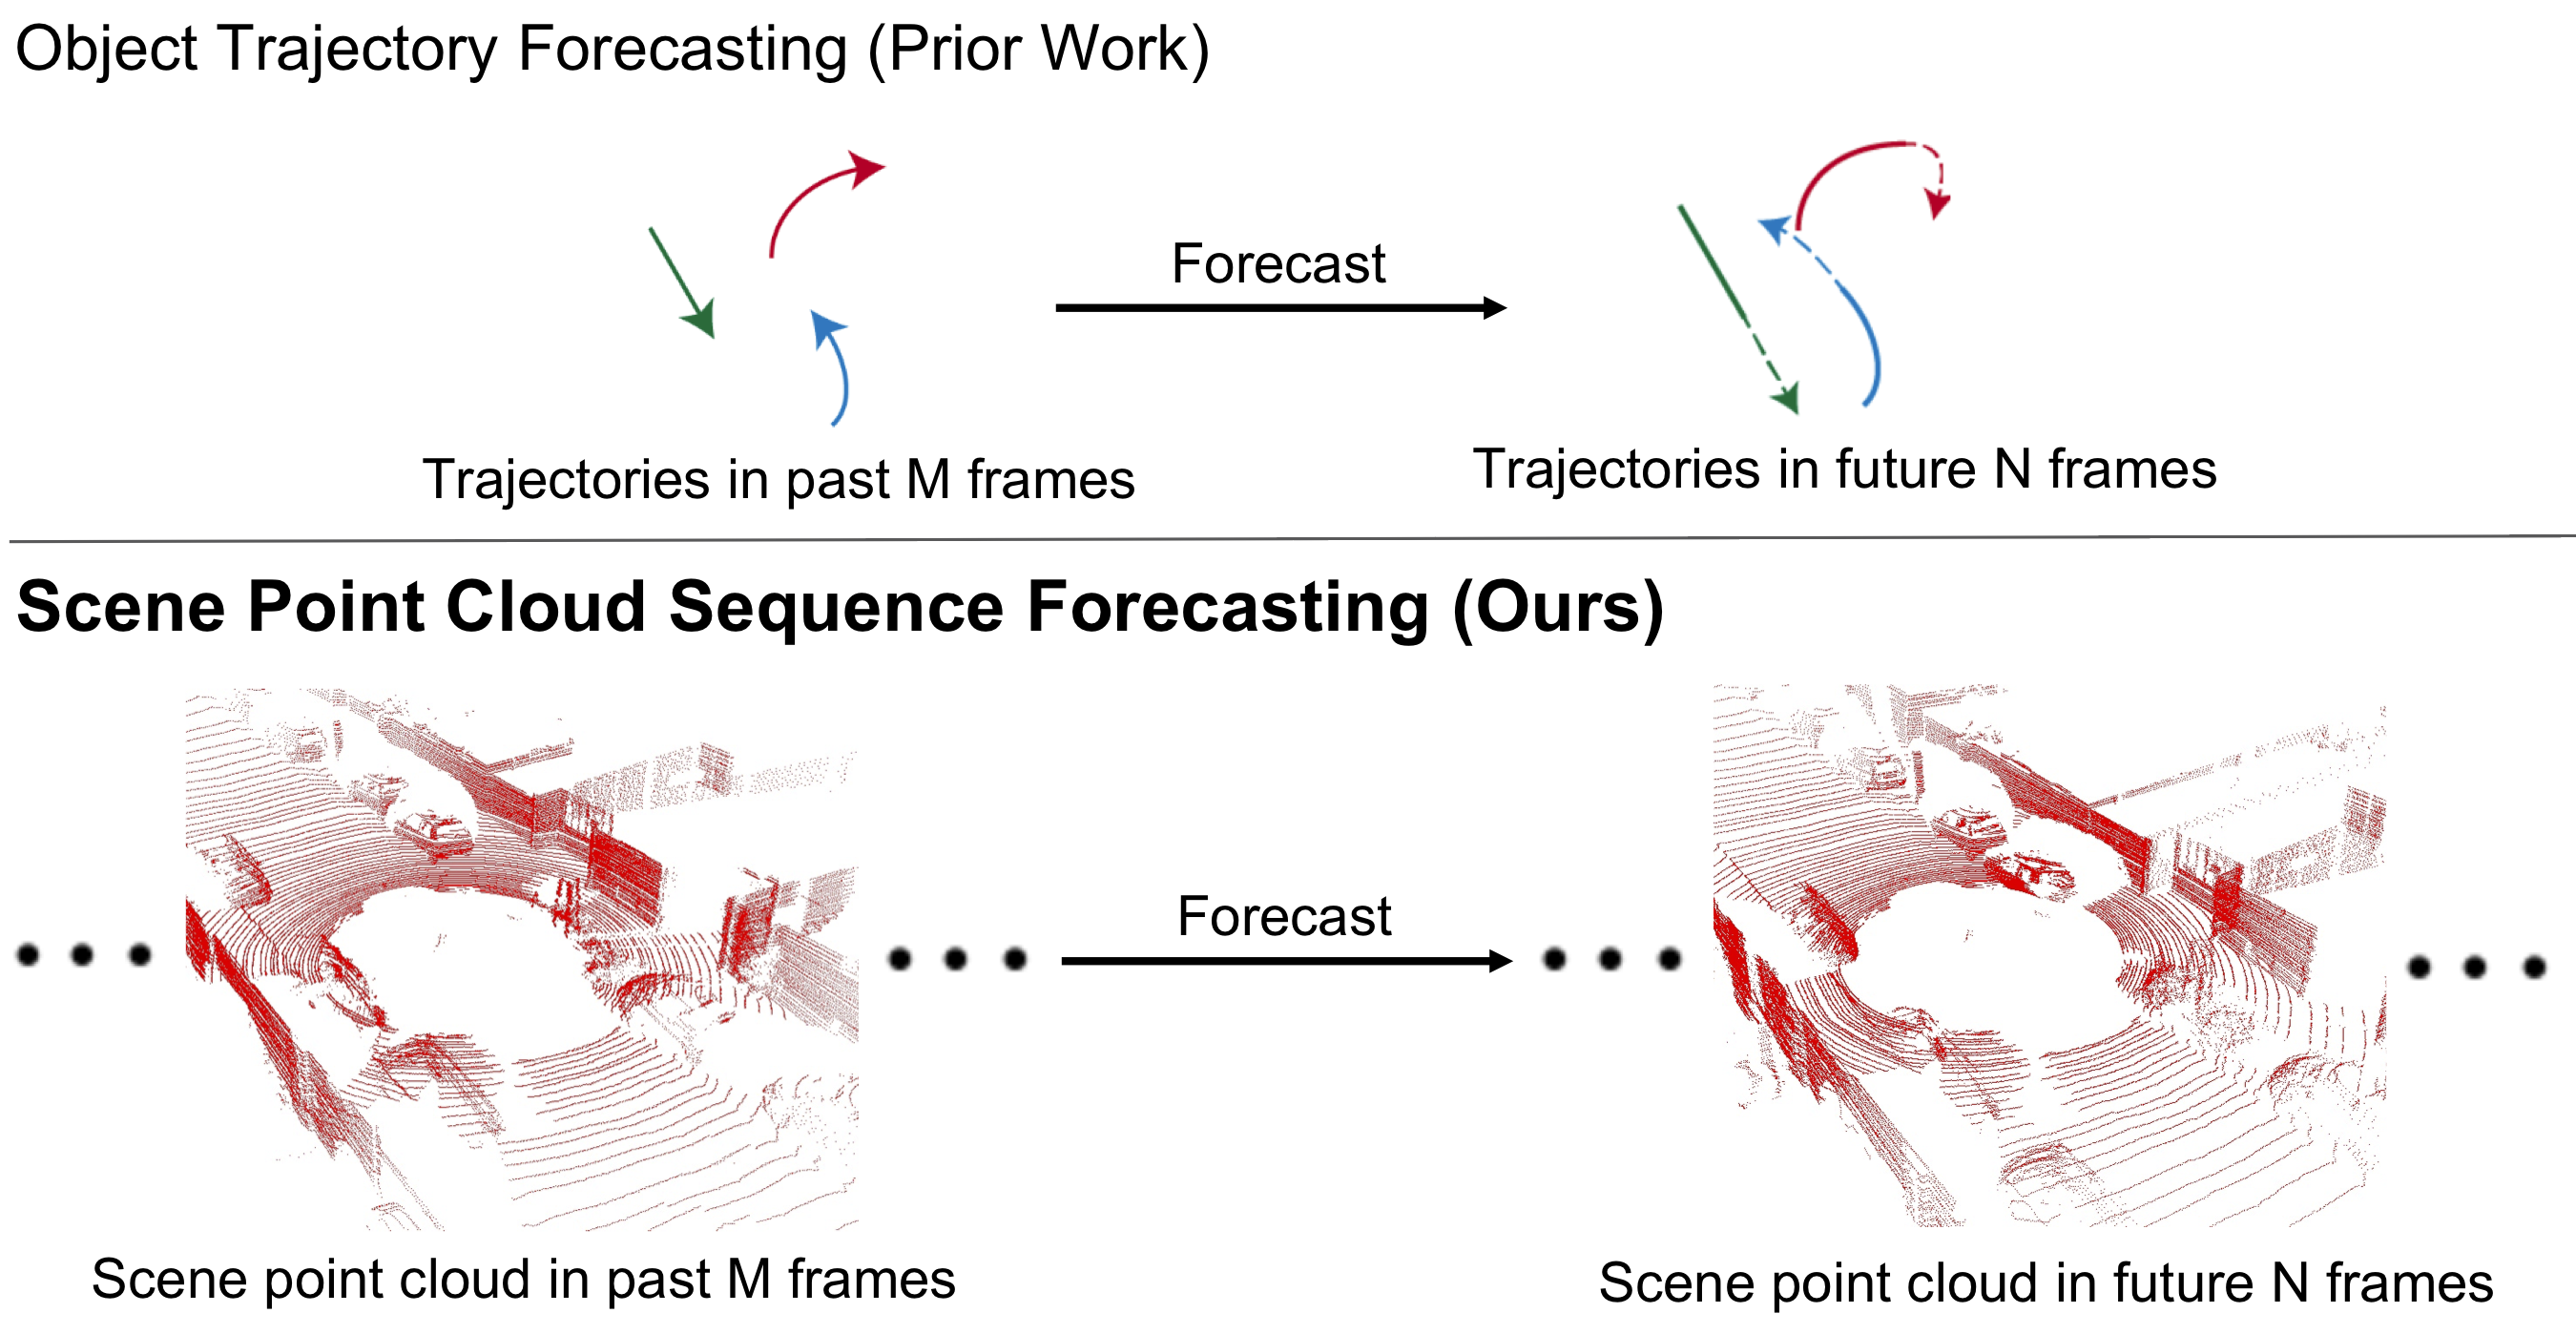 Object Trajectory Forecasting (Prior Work)
Forecast
Trajectories in past M frames
Trajectories in future N frames
Scene Point Cloud Sequence Forecasting (Ours)
Forecast
Scene point cloud in past M frames
Scene point cloud in future N frames